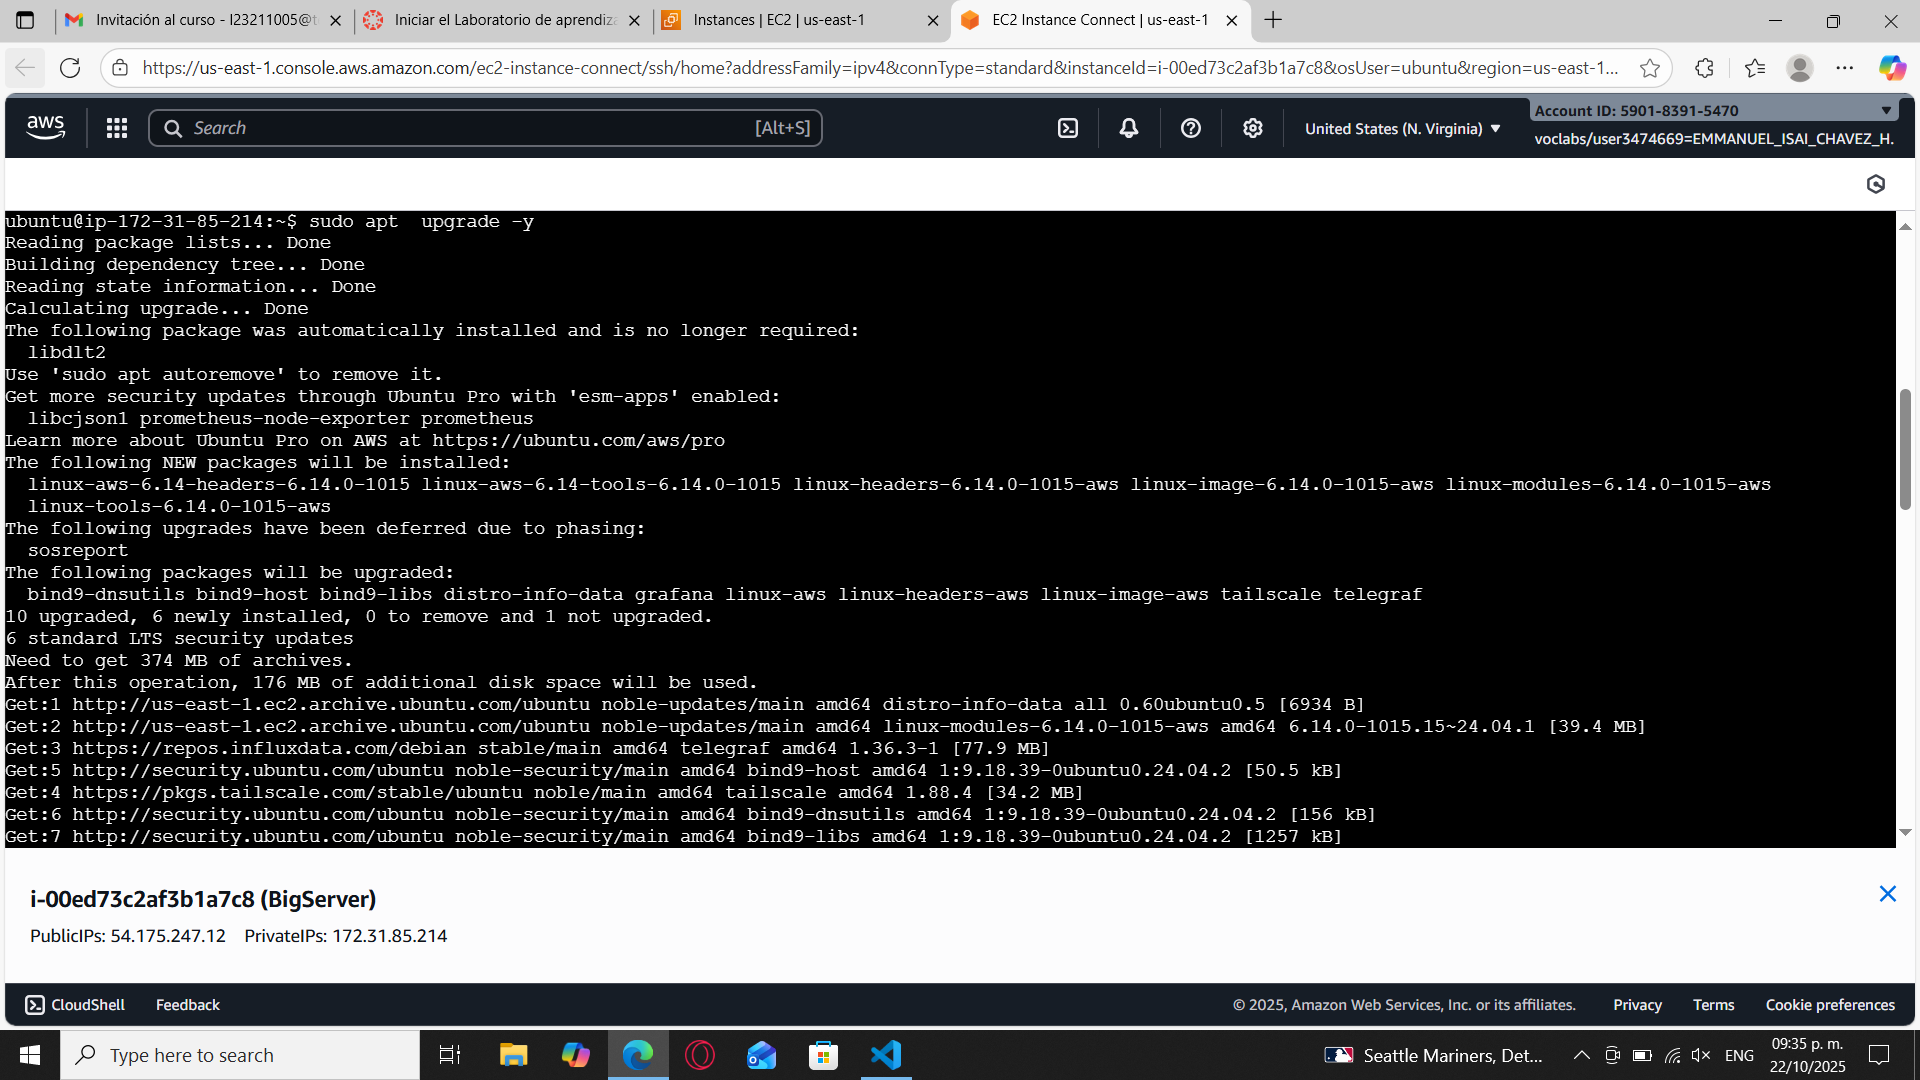 Invitación al curso - l23211005@t
Iniciar el Laboratorio de aprendiza
Instances | EC2 | us-east-1
EC2 Instance Connect | us-east-1
https://us-east-1.console.aws.amazon.com/ec2-instance-connect/ssh/home?addressFamily=ipv4&connType=standard&instanceId=i-00ed73c2af3b1a7c8&osUser=ubuntu&region=us-east-1...
aws
Search
[Alt+S]
United States (N. Virginia)
Account ID: 5901-8391-5470
voclabs/user3474669=EMMANUEL_ISAI_CHAVEZ_H.
ubuntu@ip-172-31-85-214:~$ sudo apt  upgrade -y
Reading package lists... Done
Building dependency tree... Done
Reading state information... Done
Calculating upgrade... Done
The following package was automatically installed and is no longer required:
  libdlt2
Use 'sudo apt autoremove' to remove it.
Get more security updates through Ubuntu Pro with 'esm-apps' enabled:
  libcjson1 prometheus-node-exporter prometheus
Learn more about Ubuntu Pro on AWS at https://ubuntu.com/aws/pro
The following NEW packages will be installed:
  linux-aws-6.14-headers-6.14.0-1015 linux-aws-6.14-tools-6.14.0-1015 linux-headers-6.14.0-1015-aws linux-image-6.14.0-1015-aws linux-modules-6.14.0-1015-aws
  linux-tools-6.14.0-1015-aws
The following upgrades have been deferred due to phasing:
  sosreport
The following packages will be upgraded:
  bind9-dnsutils bind9-host bind9-libs distro-info-data grafana linux-aws linux-headers-aws linux-image-aws tailscale telegraf
10 upgraded, 6 newly installed, 0 to remove and 1 not upgraded.
6 standard LTS security updates
Need to get 374 MB of archives.
After this operation, 176 MB of additional disk space will be used.
Get:1 http://us-east-1.ec2.archive.ubuntu.com/ubuntu noble-updates/main amd64 distro-info-data all 0.60ubuntu0.5 [6934 B]
Get:2 http://us-east-1.ec2.archive.ubuntu.com/ubuntu noble-updates/main amd64 linux-modules-6.14.0-1015-aws amd64 6.14.0-1015.15~24.04.1 [39.4 MB]
Get:3 https://repos.influxdata.com/debian stable/main amd64 telegraf amd64 1.36.3-1 [77.9 MB]
Get:5 http://security.ubuntu.com/ubuntu noble-security/main amd64 bind9-host amd64 1:9.18.39-0ubuntu0.24.04.2 [50.5 kB]
Get:4 https://pkgs.tailscale.com/stable/ubuntu noble/main amd64 tailscale amd64 1.88.4 [34.2 MB]
Get:6 http://security.ubuntu.com/ubuntu noble-security/main amd64 bind9-dnsutils amd64 1:9.18.39-0ubuntu0.24.04.2 [156 kB]
Get:7 http://security.ubuntu.com/ubuntu noble-security/main amd64 bind9-libs amd64 1:9.18.39-0ubuntu0.24.04.2 [1257 kB]
i-00ed73c2af3b1a7c8 (BigServer)
PublicIPs: 54.175.247.12 PrivateIPs: 172.31.85.214
CloudShell Feedback
© 2025, Amazon Web Services, Inc. or its affiliates. Privacy Terms Cookie preferences
Type here to search
Seattle Mariners, Det...
ENG
09:35 p. m.
22/10/2025